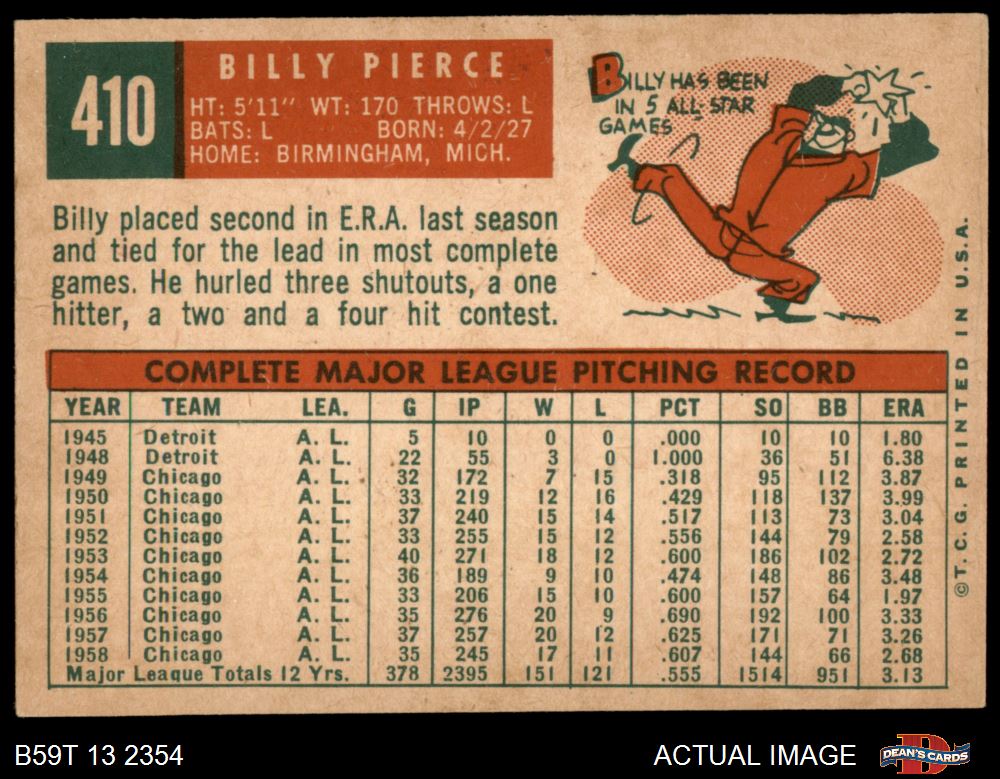 410
BILLY PIERCE
HT: 5'11" WT: 170 THROWS: L
BATS: L BORN: 4/2/27
HOME: BIRMINGHAM, MICH.
BILLY HAS BEEN
IN 5 ALL-STAR
GAMES
Billy placed second in E.R.A. last season
and tied for the lead in most complete
games. He hurled three shutouts, a one
hitter, a two and a four hit contest.
COMPLETE MAJOR LEAGUE PITCHING RECORD
YEAR TEAM LEA. G IP W L PCT SO BB ERA
1945 Detroit A. L. 5 10 0 0 .000 10 10 1.80
1948 Detroit A. L. 22 55 3 0 1.000 36 51 6.38
1949 Chicago A. L. 32 172 7 15 .318 95 112 3.87
1950 Chicago A. L. 33 219 12 16 .429 118 137 3.99
1951 Chicago A. L. 37 240 15 14 .517 113 73 3.04
1952 Chicago A. L. 33 255 15 12 .556 144 79 2.58
1953 Chicago A. L. 40 271 18 12 .600 186 102 2.72
1954 Chicago A. L. 36 189 9 10 .474 148 86 3.48
1955 Chicago A. L. 33 206 15 10 .600 157 64 1.97
1956 Chicago A. L. 35 276 20 9 .690 192 100 3.33
1957 Chicago A. L. 37 257 20 12 .625 171 71 3.26
1958 Chicago A. L. 35 245 17 11 .607 144 66 2.68
Major League Totals 12 Yrs. 378 2395 151 121 .555 1514 951 3.13
© T. C. G. PRINTED IN U.S.A.
B59T 13 2354
ACTUAL IMAGE
DEAN'S CARDS